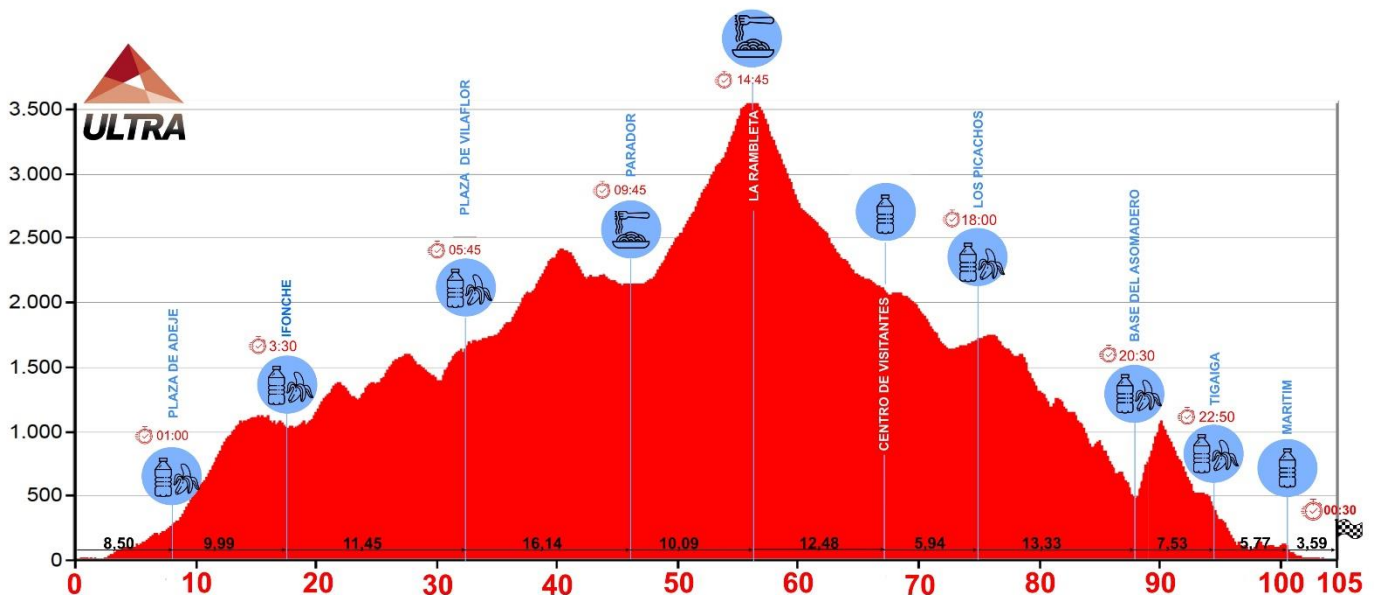 ULTRA
3.500
3.000
2.500
2.000
1.500
1.000
500
0
PLAZA DE ADEJE
01:00
IFONCHE
3:30
PLAZA DE VILAFLOR
05:45
PARADOR
09:45
14:45
LA RAMBLETA
CENTRO DE VISITANTES
LOS PICACHOS
18:00
BASE DEL ASOMADERO
20:30
TIGAIGA
22:50
MARITIM
00:30
8,50 9,99 11,45 16,14 10,09 12,48 5,94 13,33 7,53 5,77 3,59
0 10 20 30 40 50 60 70 80 90 100 105